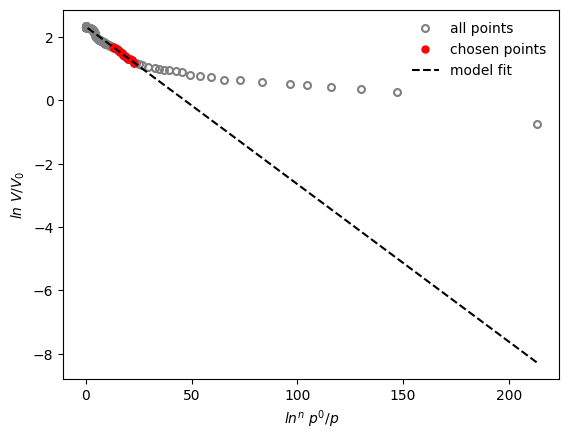 all points
chosen points
model fit
2
0
−2
−4
−6
−8
ln V/V₀
0 50 100 150 200
lnⁿ p⁰/p